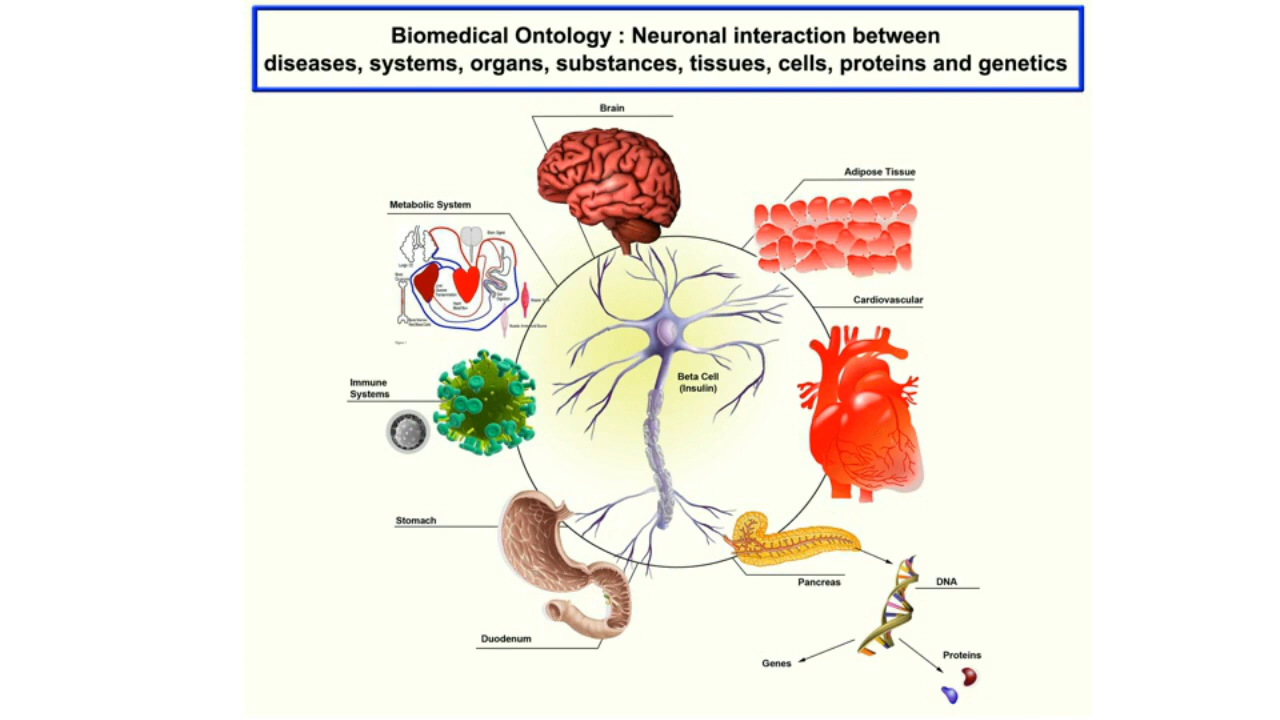 Biomedical Ontology : Neuronal interaction between
diseases, systems, organs, substances, tissues, cells, proteins and genetics
Brain
Adipose Tissue
Metabolic System
Cardiovascular
Beta Cell
(Insulin)
Immune
Systems
Stomach
Pancreas
DNA
Duodenum
Genes
Proteins